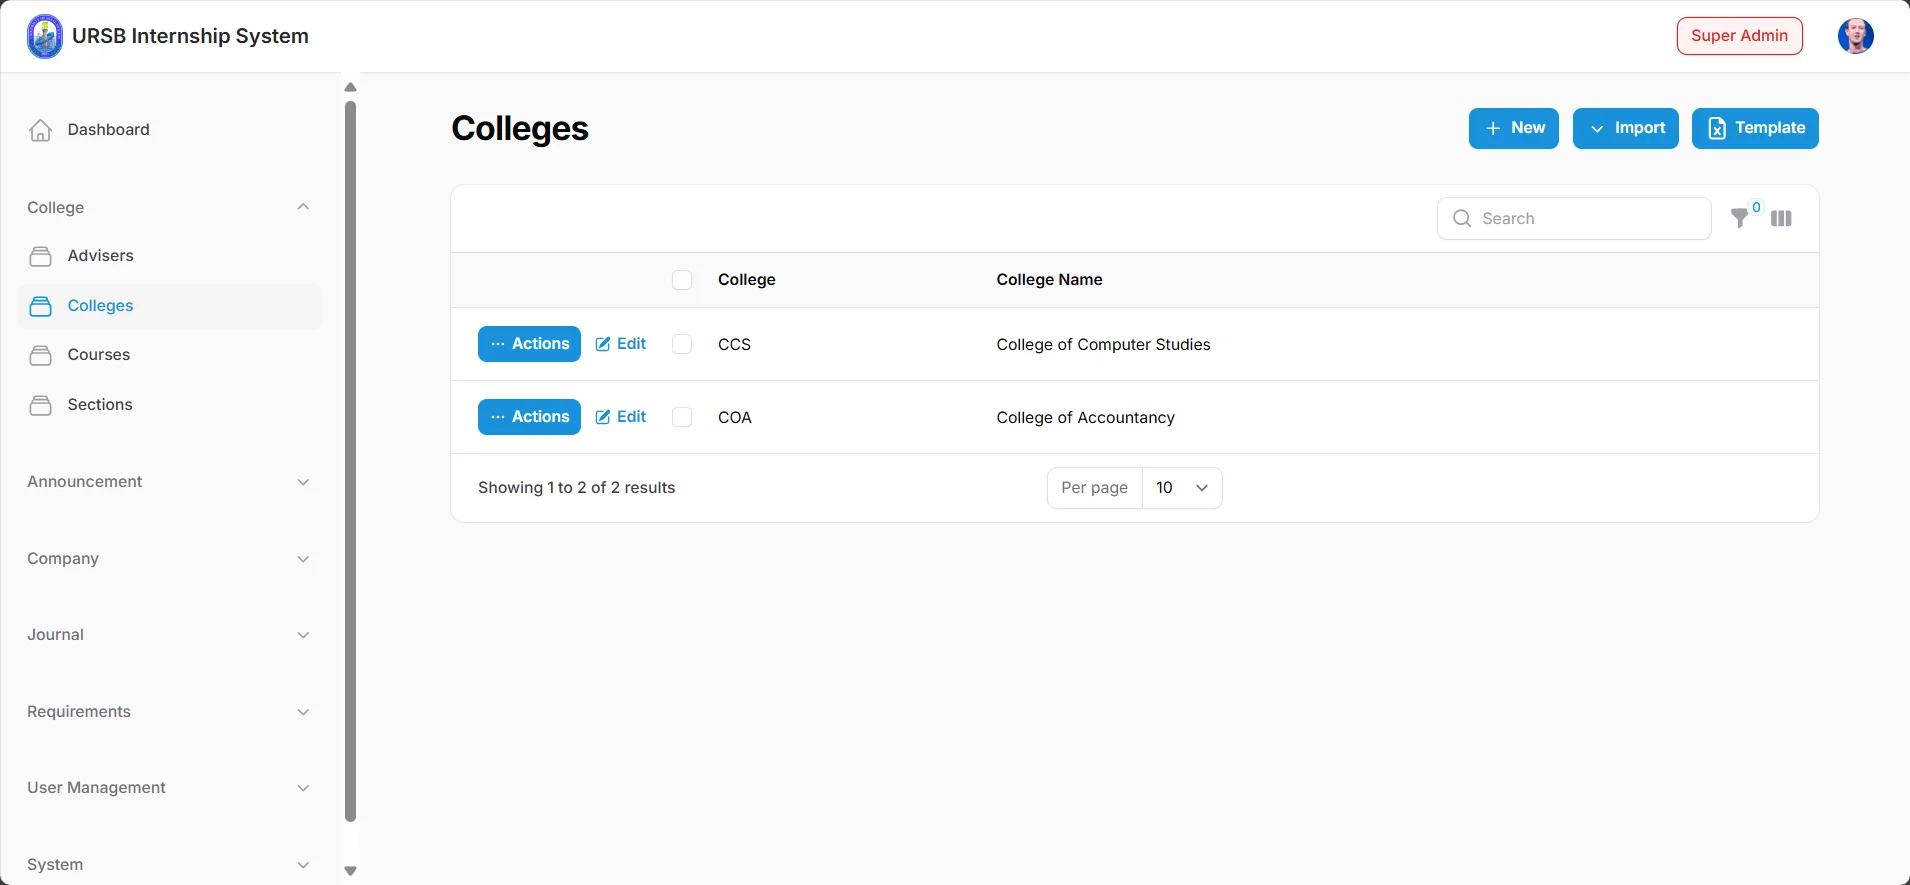 URSB Internship System
Super Admin
Dashboard
College
Advisers
Colleges
Courses
Sections
Announcement
Company
Journal
Requirements
User Management
System
Colleges
New
Import
Template
Search
0
College College Name
Actions Edit CCS College of Computer Studies
Actions Edit COA College of Accountancy
Showing 1 to 2 of 2 results
Per page 10